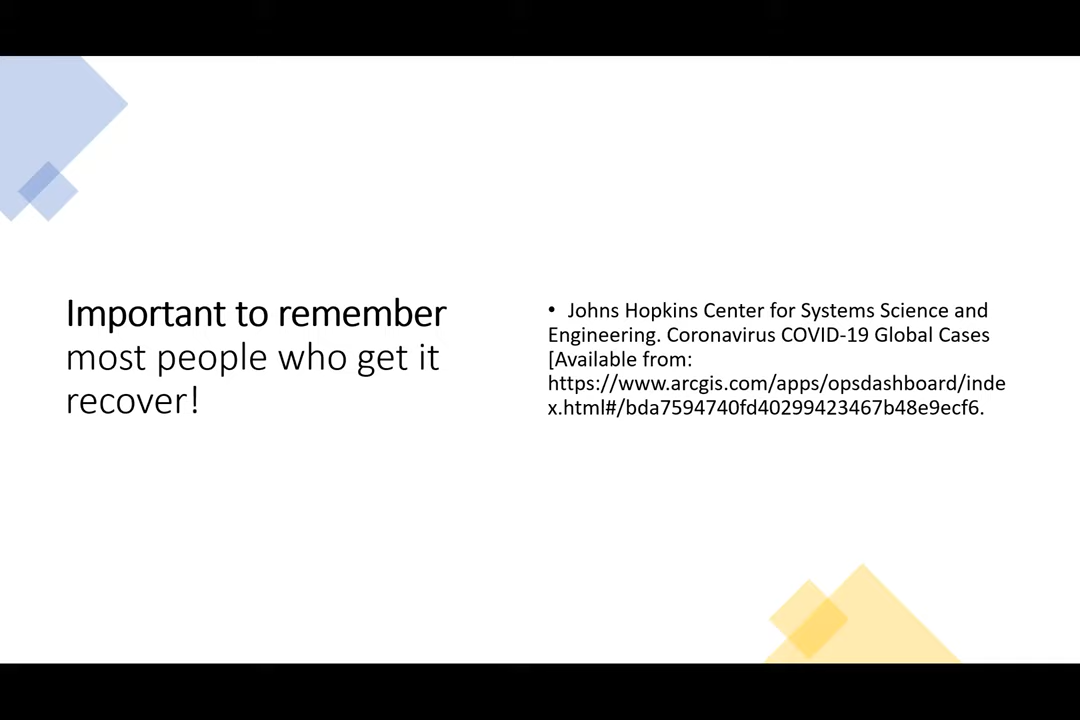 Important to remember
most people who get it
recover!
• Johns Hopkins Center for Systems Science and
Engineering. Coronavirus COVID-19 Global Cases
[Available from:
https://www.arcgis.com/apps/opsdashboard/inde
x.html#/bda7594740fd40299423467b48e9ecf6.